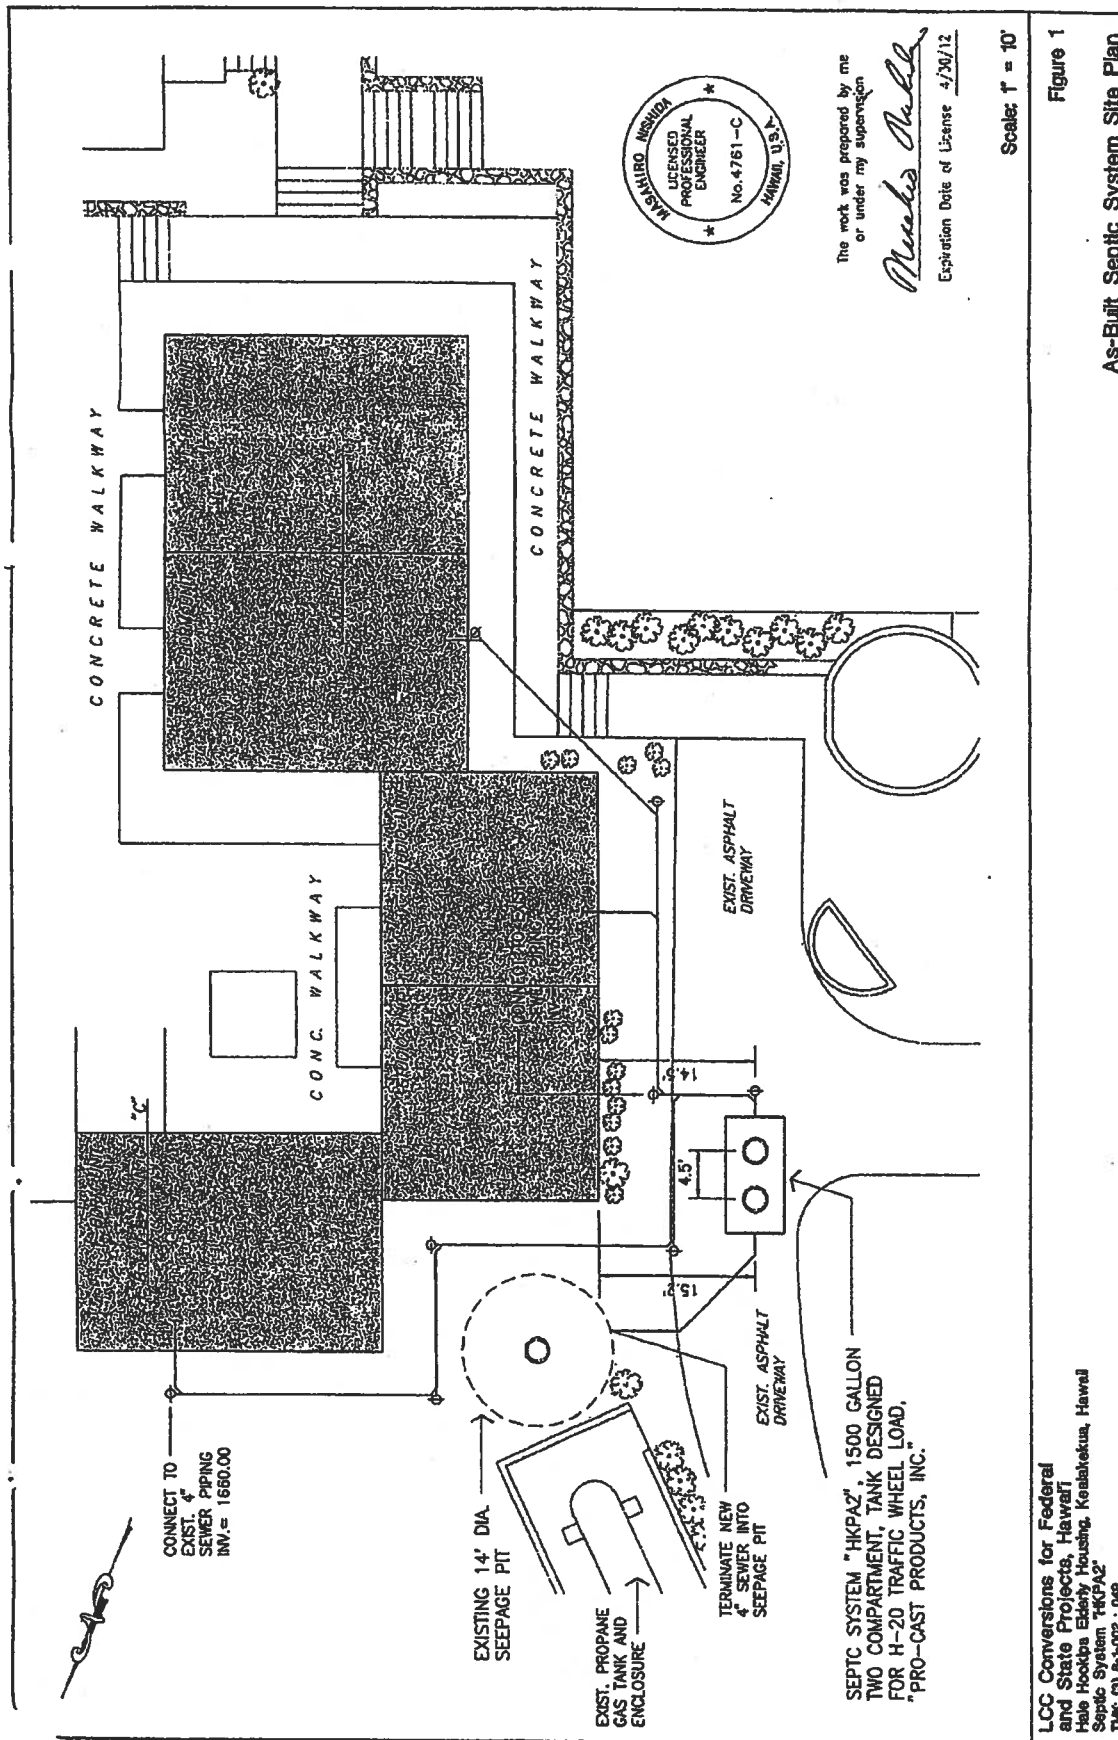 CONCRETE WALKWAY
CONCRETE WALKWAY
CONC. WALKWAY
"C"
CONNECT TO
EXIST. 4"
SEWER PIPING
INV.= 1660.00
EXISTING 14' DIA.
SEEPAGE PIT
EXIST. PROPANE
GAS TANK AND
ENCLOSURE
TERMINATE NEW
4" SEWER INTO
SEEPAGE PIT
EXIST. ASPHALT
DRIVEWAY
EXIST. ASPHALT
DRIVEWAY
15.2'
14.5'
4.5'
SEPTC SYSTEM "HKPA2", 1500 GALLON
TWO COMPARTMENT, TANK DESIGNED
FOR H-20 TRAFFIC WHEEL LOAD,
"PRO-CAST PRODUCTS, INC."
MASAHIRO NISHIDA
LICENSED
PROFESSIONAL
ENGINEER
No.4761-C
HAWAII, U.S.A.
The work was prepared by me
or under my supervision
Expiration Date of License 4/30/12
Scale: 1" = 10'
LCC Conversions for Federal
and State Projects, Hawai'i
Hale Hookipa Elderly Housing, Kealakekua, Hawaii
Septic System "HKPA2"
Figure 1
As-Built Septic System Site Plan